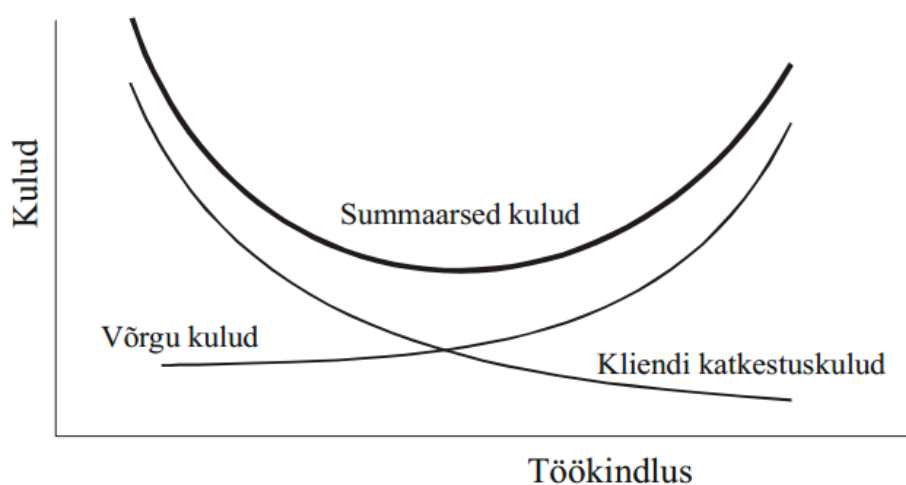 Kulud
Summaarsed kulud
Võrgu kulud
Kliendi katkestuskulud
Töökindlus